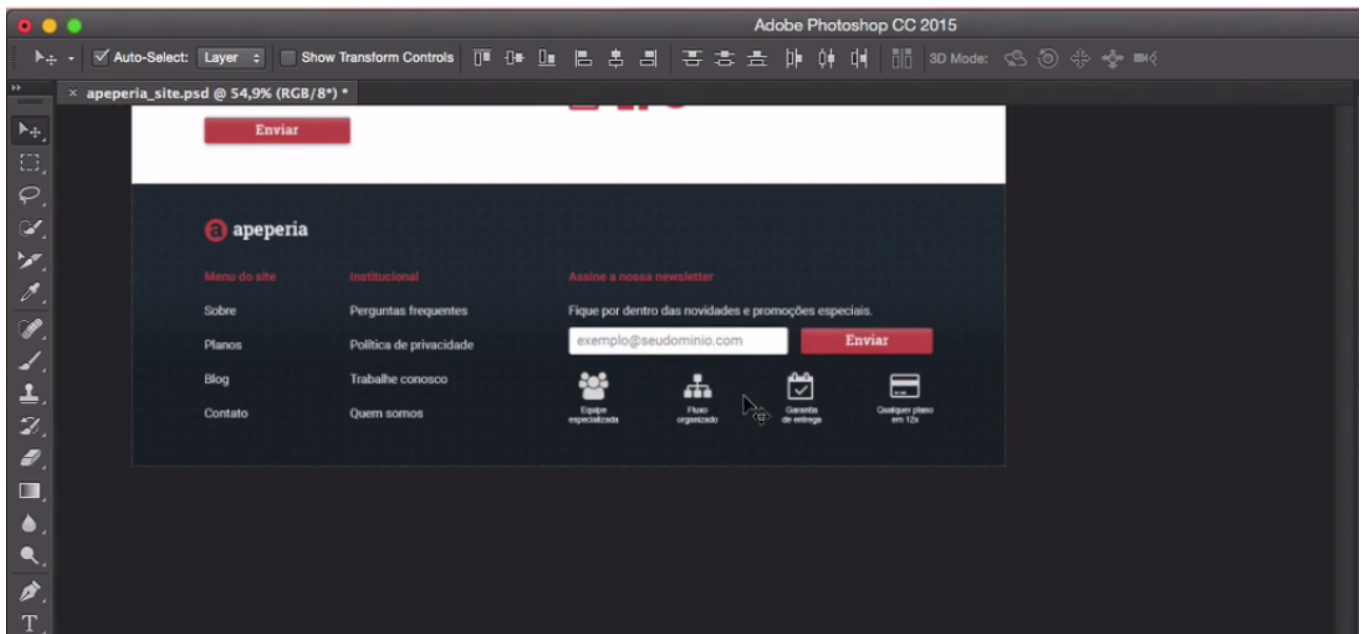 Adobe Photoshop CC 2015
Auto-Select: Layer Show Transform Controls 3D Mode:
× apeperia_site.psd @ 54,9% (RGB/8*) *
Enviar
a apeperia
Menu do site
Sobre
Planos
Blog
Contato
Institucional
Perguntas frequentes
Política de privacidade
Trabalhe conosco
Quem somos
Assine a nossa newsletter
Fique por dentro das novidades e promoções especiais.
exemplo@seudominio.com Enviar
Equipe
especializada
Fluxo
organizado
Garantia
de entrega
Qualquer plano
em 12x
T